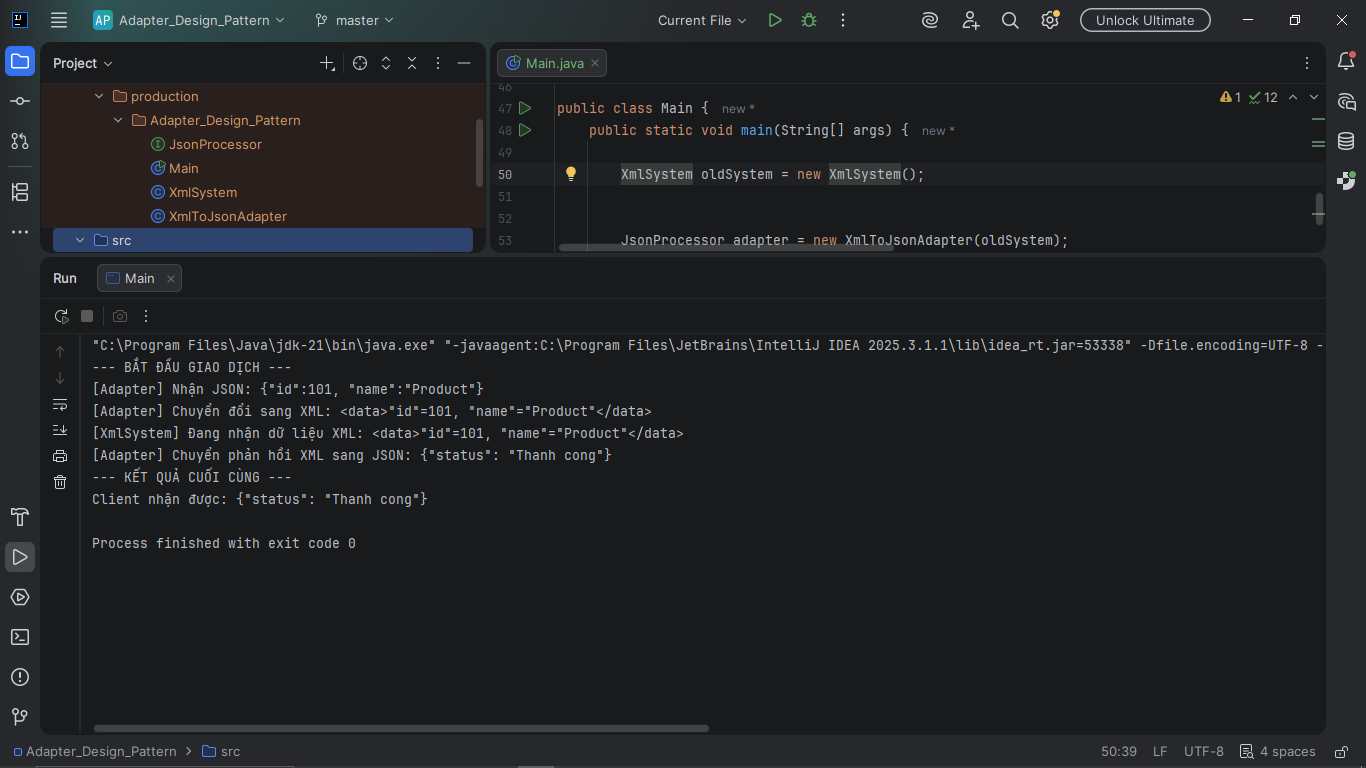 AP Adapter_Design_Pattern master Current File Unlock Ultimate
Project
production
Adapter_Design_Pattern
JsonProcessor
Main
XmlSystem
XmlToJsonAdapter
src
Main.java
1 12
46
47 public class Main { new *
48 public static void main(String[] args) { new *
49
50 XmlSystem oldSystem = new XmlSystem();
51
52
53 JsonProcessor adapter = new XmlToJsonAdapter(oldSystem);
Run Main
"C:\Program Files\Java\jdk-21\bin\java.exe" "-javaagent:C:\Program Files\JetBrains\IntelliJ IDEA 2025.3.1.1\lib\idea_rt.jar=53338" -Dfile.encoding=UTF-8 -
--- BẮT ĐẦU GIAO DỊCH ---
[Adapter] Nhận JSON: {"id":101, "name":"Product"}
[Adapter] Chuyển đổi sang XML: <data>"id"=101, "name"="Product"</data>
[XmlSystem] Đang nhận dữ liệu XML: <data>"id"=101, "name"="Product"</data>
[Adapter] Chuyển phản hồi XML sang JSON: {"status": "Thanh cong"}
--- KẾT QUẢ CUỐI CÙNG ---
Client nhận được: {"status": "Thanh cong"}
Process finished with exit code 0
Adapter_Design_Pattern > src 50:39 LF UTF-8 4 spaces